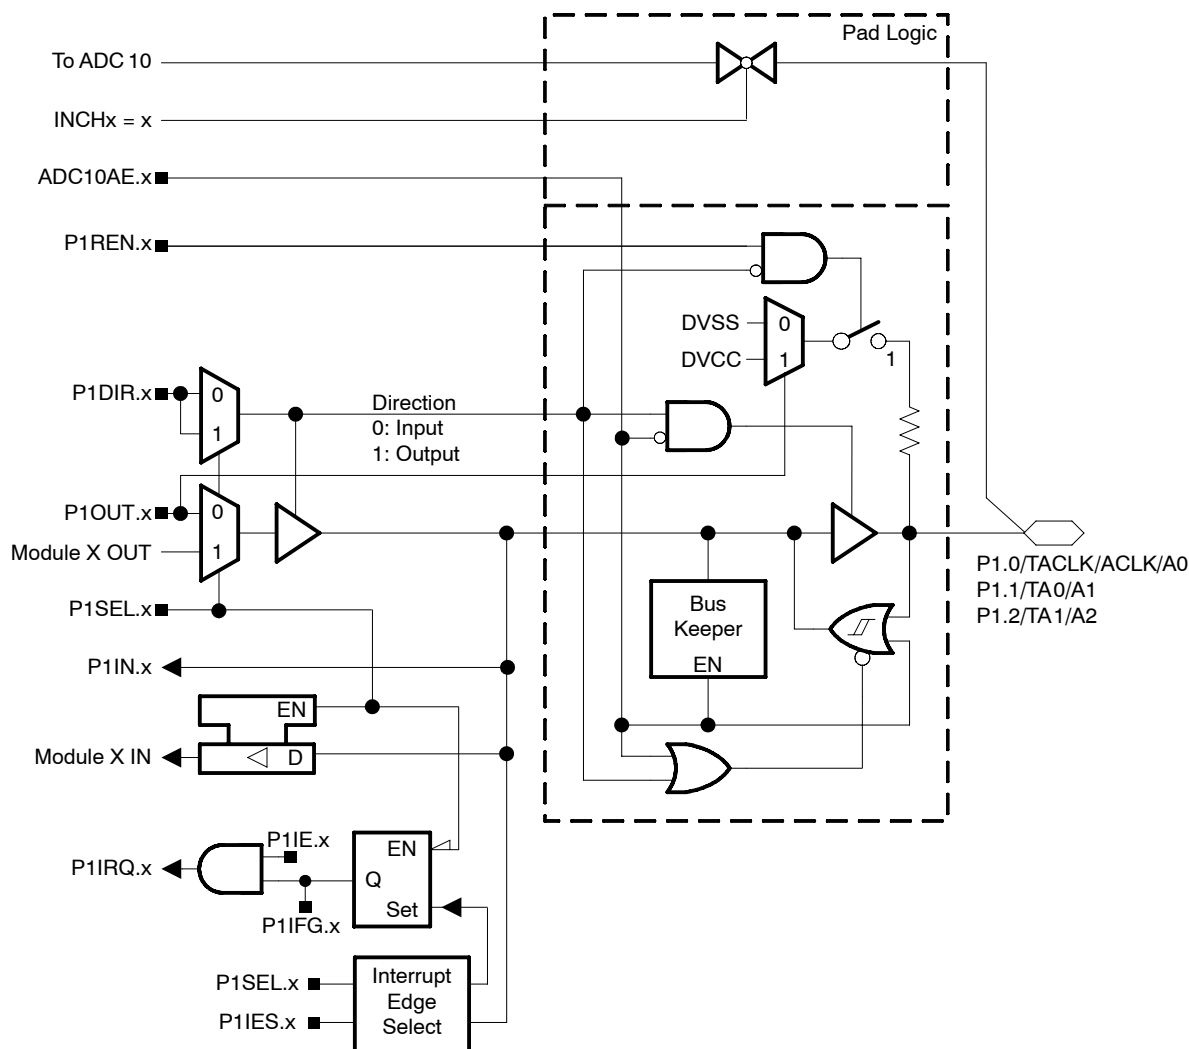 Pad Logic
To ADC 10
INCHx = x
ADC10AE.x
P1REN.x
DVSS
0
DVCC
1
1
P1DIR.x
0
1
Direction
0: Input
1: Output
P1OUT.x
0
Module X OUT
1
P1.0/TACLK/ACLK/A0
P1.1/TA0/A1
P1.2/TA1/A2
P1SEL.x
Bus
Keeper
EN
P1IN.x
EN
Module X IN
D
P1IE.x
P1IRQ.x
EN
Q
Set
P1IFG.x
P1SEL.x
P1IES.x
Interrupt
Edge
Select